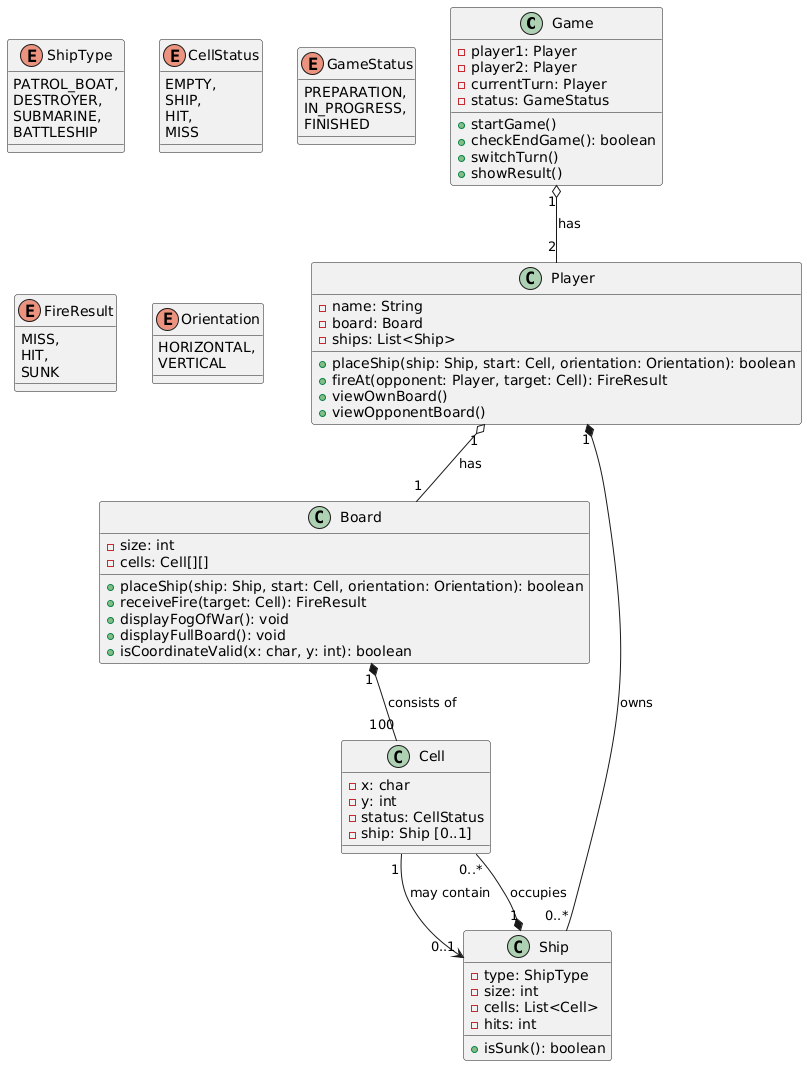 E ShipType
PATROL_BOAT,
DESTROYER,
SUBMARINE,
BATTLESHIP
E CellStatus
EMPTY,
SHIP,
HIT,
MISS
E GameStatus
PREPARATION,
IN_PROGRESS,
FINISHED
C Game
player1: Player
player2: Player
currentTurn: Player
status: GameStatus
startGame()
checkEndGame(): boolean
switchTurn()
showResult()
1
has
2
E FireResult
MISS,
HIT,
SUNK
E Orientation
HORIZONTAL,
VERTICAL
C Player
name: String
board: Board
ships: List<Ship>
placeShip(ship: Ship, start: Cell, orientation: Orientation): boolean
fireAt(opponent: Player, target: Cell): FireResult
viewOwnBoard()
viewOpponentBoard()
1
has
1
1
owns
0..*
C Board
size: int
cells: Cell[][]
placeShip(ship: Ship, start: Cell, orientation: Orientation): boolean
receiveFire(target: Cell): FireResult
displayFogOfWar(): void
displayFullBoard(): void
isCoordinateValid(x: char, y: int): boolean
1
consists of
100
C Cell
x: char
y: int
status: CellStatus
ship: Ship [0..1]
1
may contain
0..1
0..*
occupies
1
C Ship
type: ShipType
size: int
cells: List<Cell>
hits: int
isSunk(): boolean